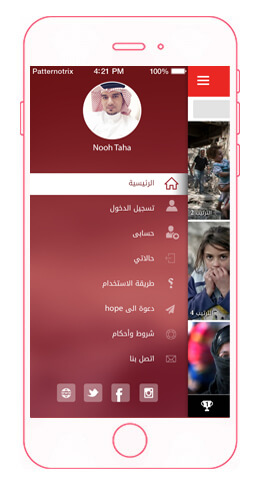 Patternotrix 4:21 PM 100%
Nooh Taha
الرئيسية
تسجيل الدخول
حسابى
حالاتي
طريقة الاستخدام
دعوة الى hope
شروط وأحكام
اتصل بنا
الترتيب 2
الترتيب 4